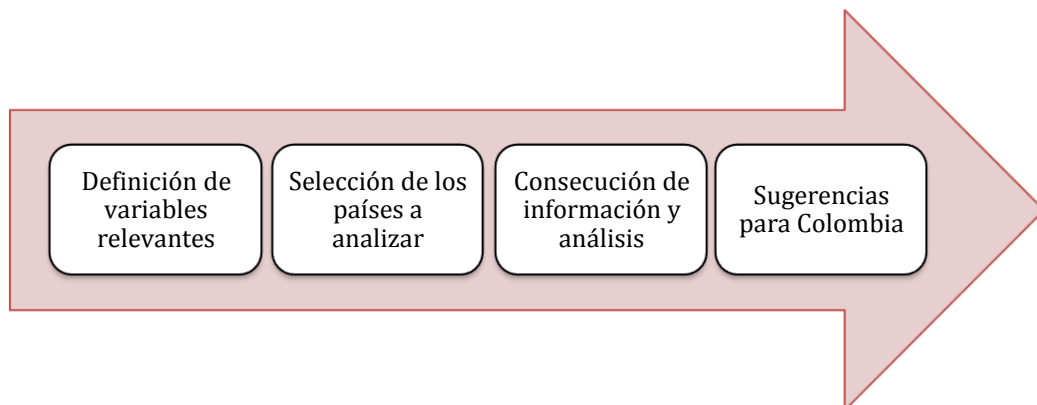 Definición de
variables
relevantes
Selección de los
países a
analizar
Consecución de
información y
análisis
Sugerencias
para Colombia